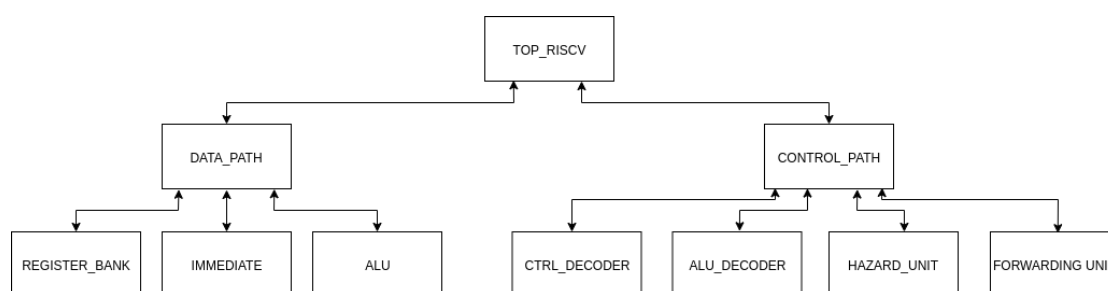 TOP_RISCV
DATA_PATH
CONTROL_PATH
REGISTER_BANK
IMMEDIATE
ALU
CTRL_DECODER
ALU_DECODER
HAZARD_UNIT
FORWARDING UNI